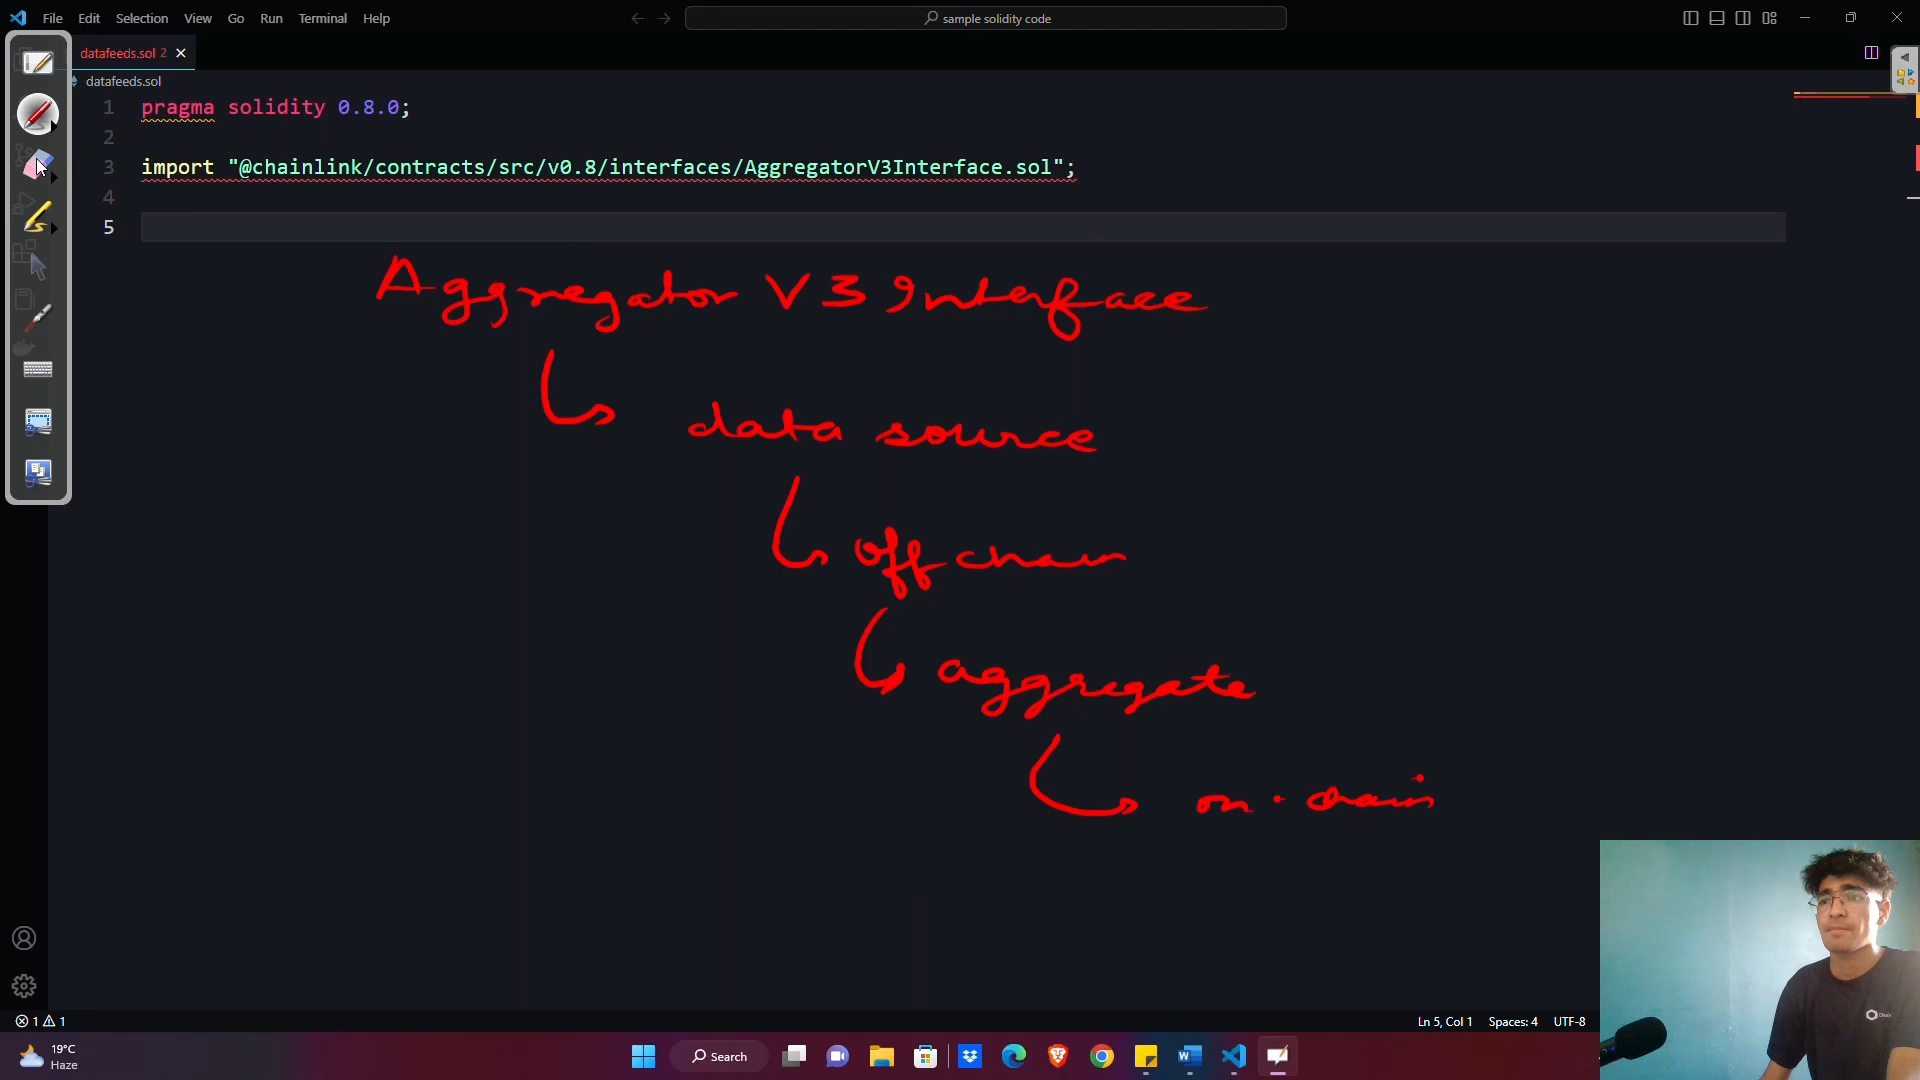 File Edit Selection View Go Run Terminal Help
sample solidity code
datafeeds.sol 2
datafeeds.sol
1 pragma solidity 0.8.0;
2
3 import "@chainlink/contracts/src/v0.8/interfaces/AggregatorV3Interface.sol";
4
5
Aggregator V3 Interface
data source
off chain
aggregate
on-chain
1 1
Ln 5, Col 1 Spaces: 4 UTF-8
19°C
Haze
Search